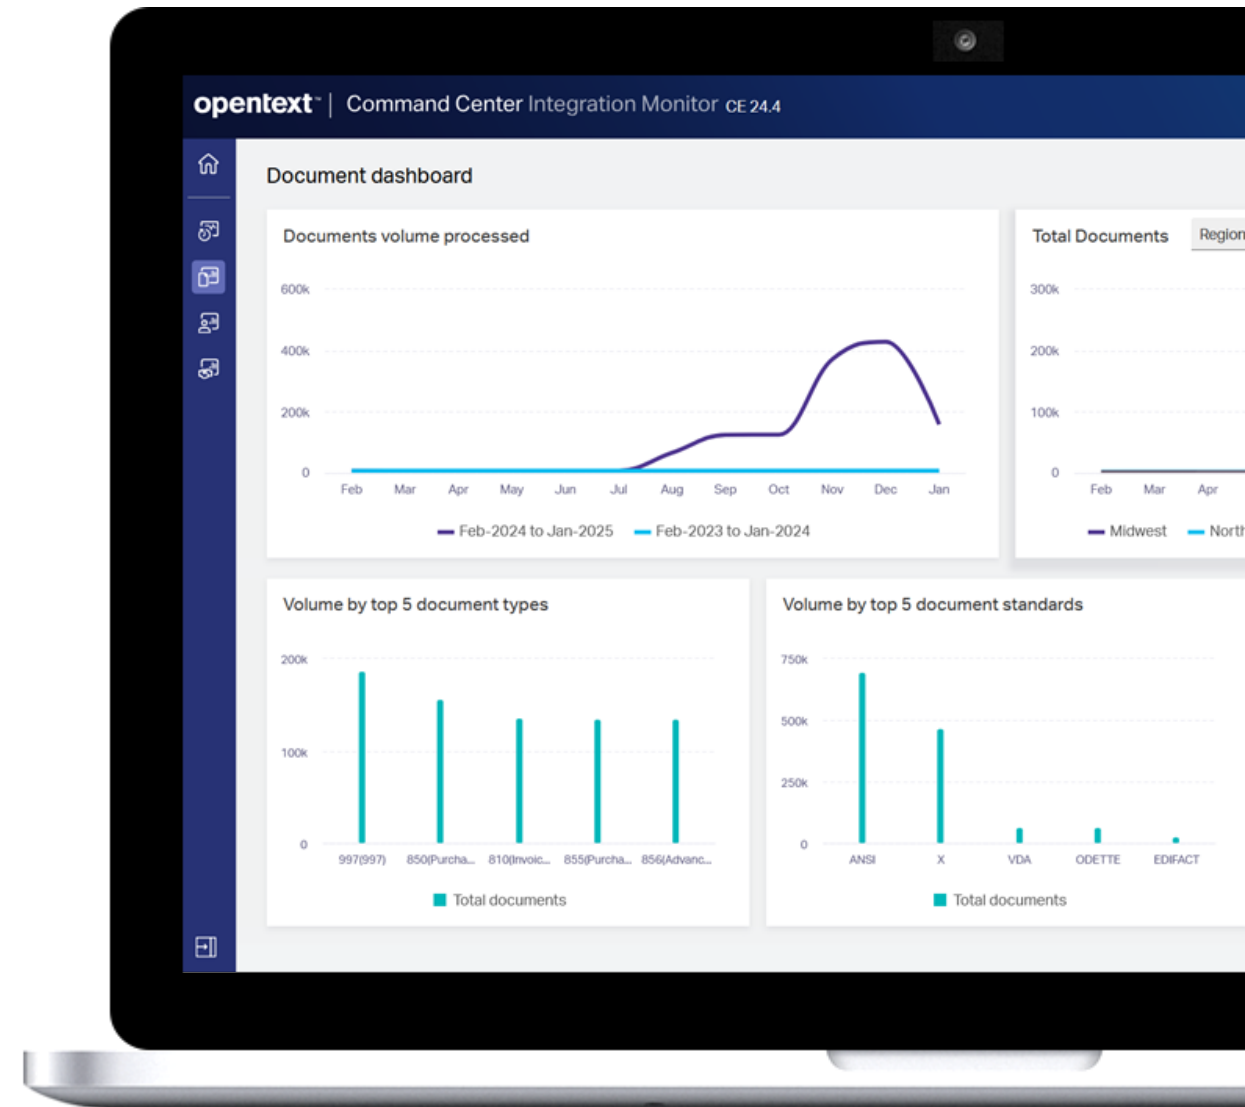 opentext™ | Command Center Integration Monitor CE 24.4
Document dashboard
Documents volume processed
600k
400k
200k
0
Feb Mar Apr May Jun Jul Aug Sep Oct Nov Dec Jan
Feb-2024 to Jan-2025 Feb-2023 to Jan-2024
Total Documents Region
300k
200k
100k
0
Feb Mar Apr
Midwest North
Volume by top 5 document types
200k
100k
0
997(997) 850(Purcha... 810(Invoic... 855(Purcha... 856(Advanc...
Total documents
Volume by top 5 document standards
750k
500k
250k
0
ANSI X VDA ODETTE EDIFACT
Total documents